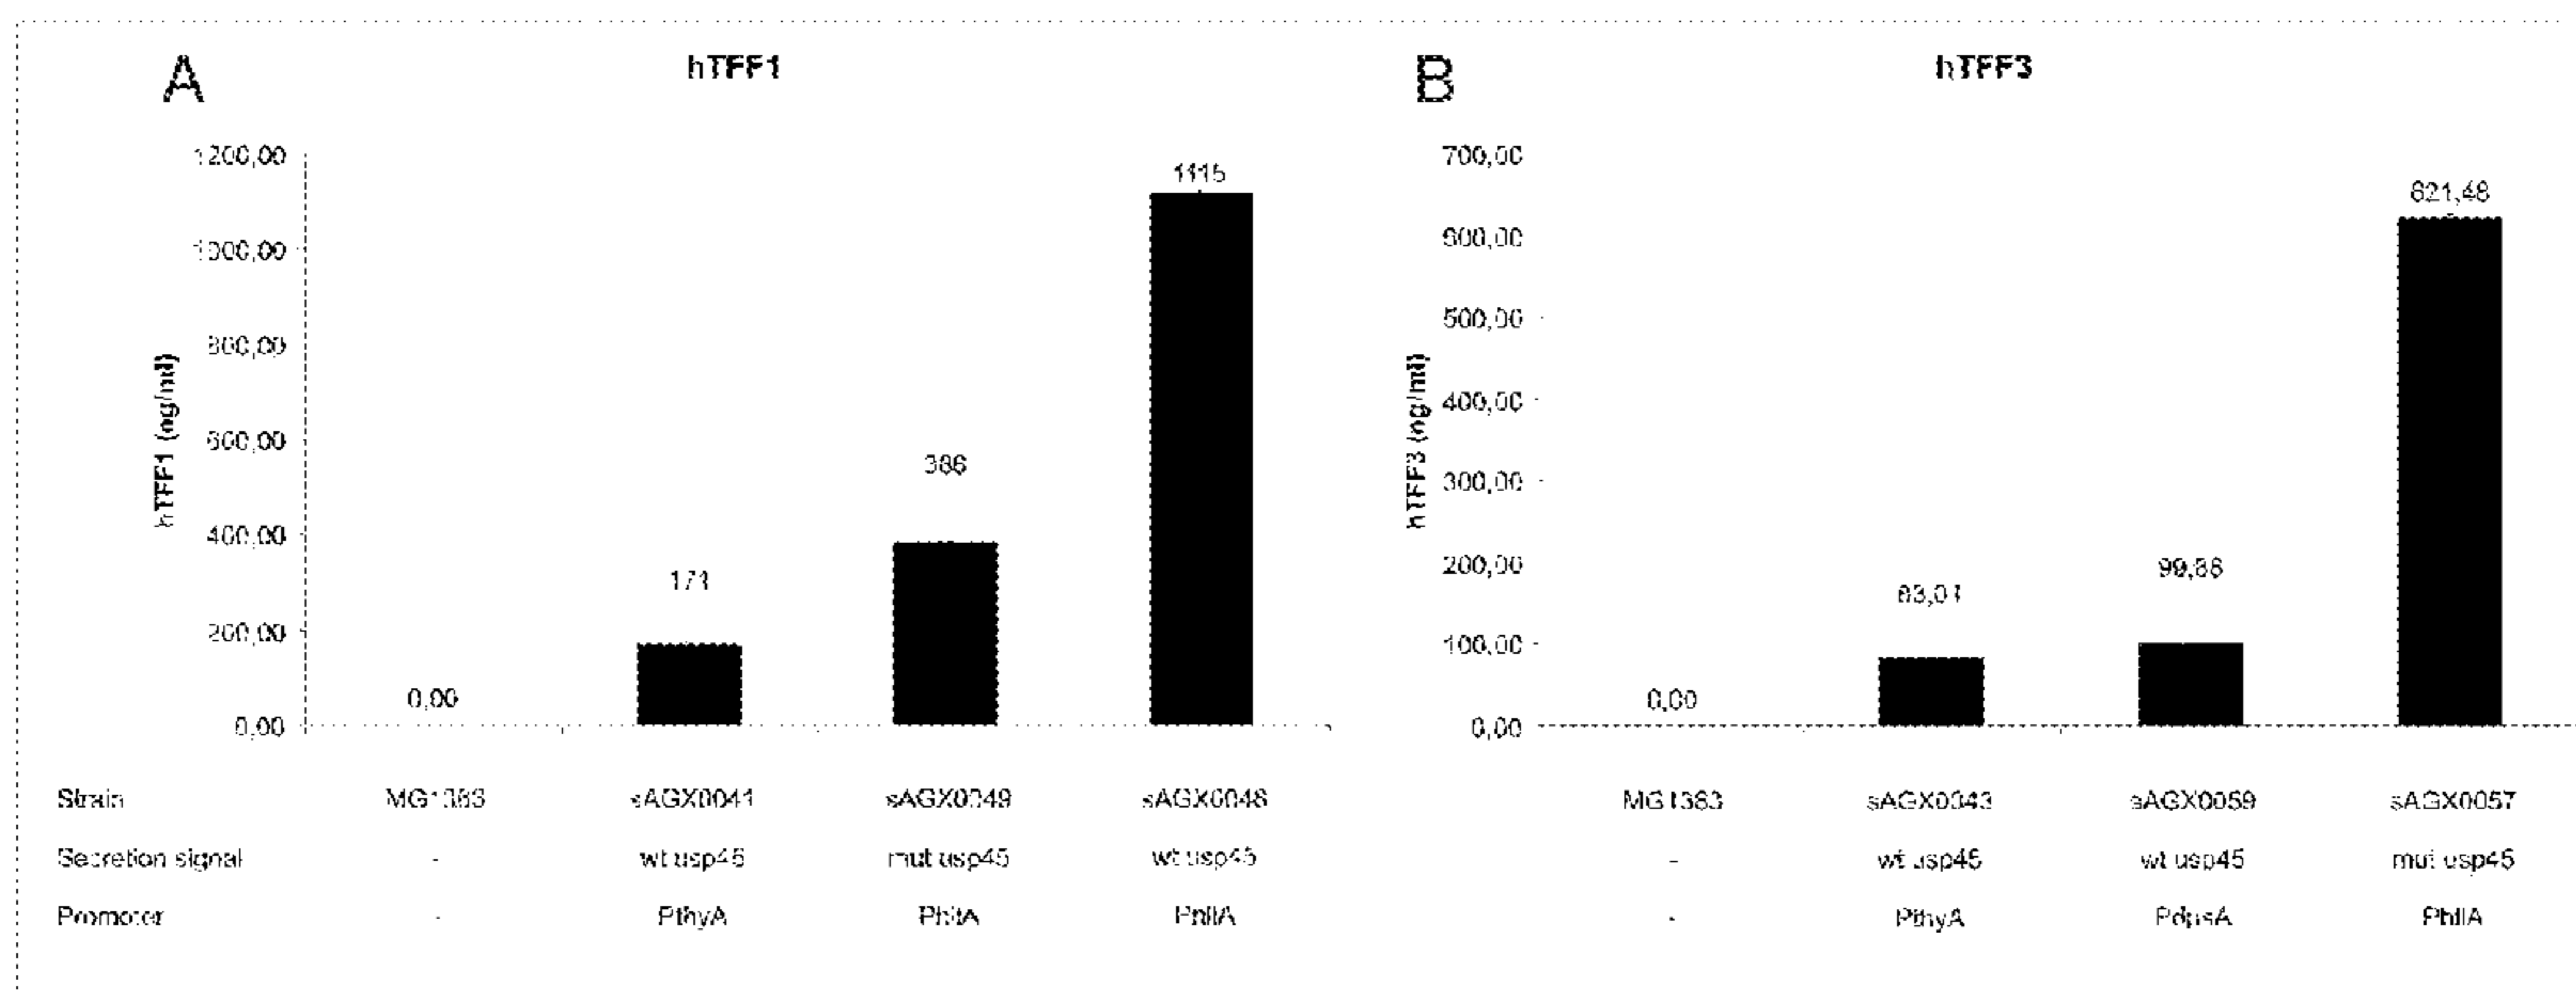 A
hTFF1
1200,00
1000,00
800,00
600,00
400,00
200,00
0,00
hTFF1 (ng/ml)
0,00
171
386
1115
Strain MG1363 sAGX0041 sAGX0049 sAGX0048
Secretion signal - wt usp45 mut usp45 wt usp45
Promoter - PthyA PhllA PhllA
B
hTFF3
700,00
600,00
500,00
400,00
300,00
200,00
100,00
0,00
hTFF3 (ng/ml)
0,00
83,01
621,48
MG1363 sAGX0043 sAGX0059 sAGX0057
- wt usp45 wt usp45 mut usp45
- PthyA PhllA